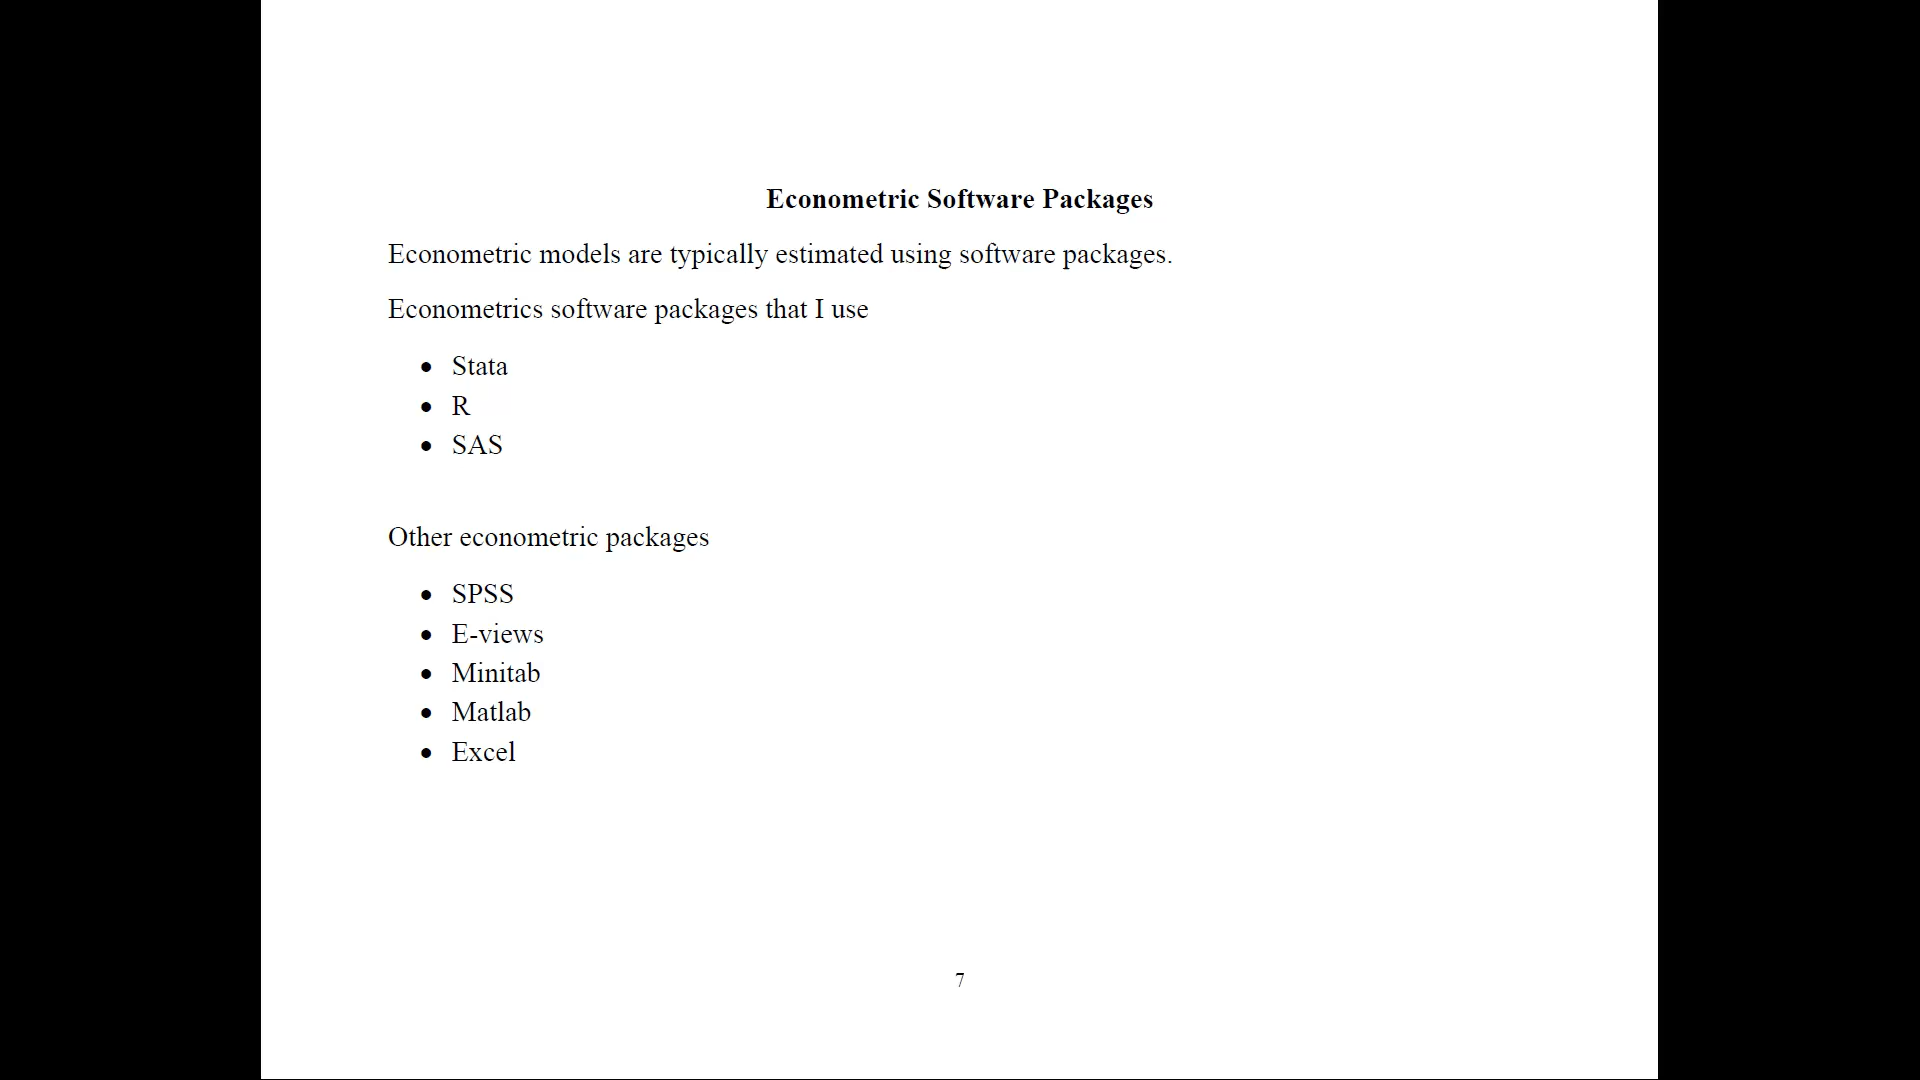 Econometric Software Packages
Econometric models are typically estimated using software packages.
Econometrics software packages that I use
• Stata
• R
• SAS
Other econometric packages
• SPSS
• E-views
• Minitab
• Matlab
• Excel
7